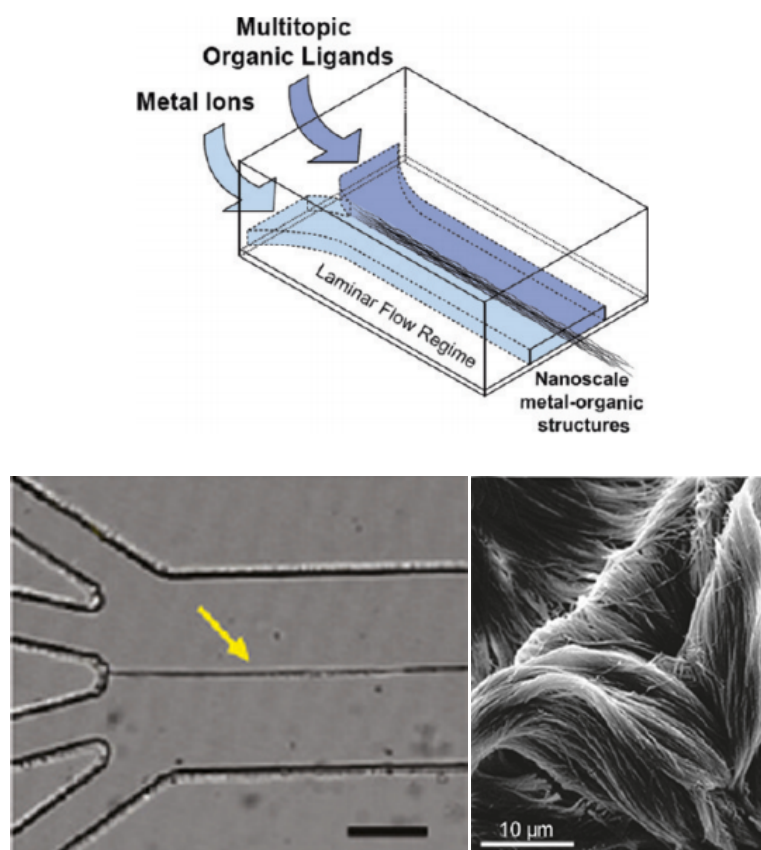 Multitopic
Organic Ligands
Metal Ions
Laminar Flow Regime
Nanoscale
metal-organic
structures
10 µm